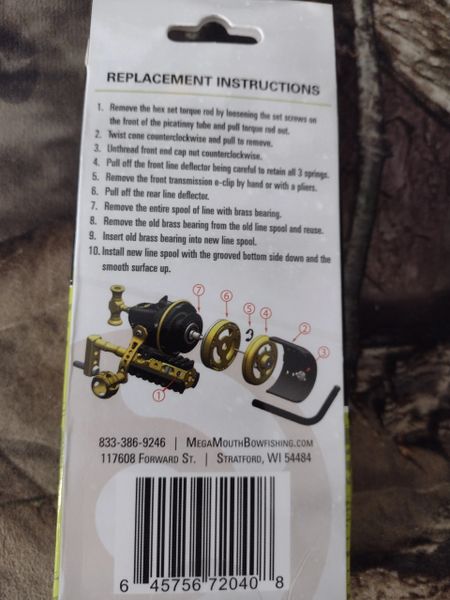 REPLACEMENT INSTRUCTIONS
1. Remove the hex set torque rod by loosening the set screws on
the front of the picatinny tube and pull torque rod out.
2. Twist cone counterclockwise and pull to remove.
3. Unthread front end cap nut counterclockwise.
4. Pull off the front line deflector being careful to retain all 3 springs.
5. Remove the front transmission e-clip by hand or with a pliers.
6. Pull off the rear line deflector.
7. Remove the entire spool of line with brass bearing.
8. Remove the old brass bearing from the old line spool and reuse.
9. Insert old brass bearing into new line spool.
10. Install new line spool with the grooved bottom side down and the
smooth surface up.
7 6 5 4 2
3
1
833-386-9246 | MEGAMOUTHBOWFISHING.COM
117608 FORWARD ST. | STRATFORD, WI 54484
6 45756 72040 8